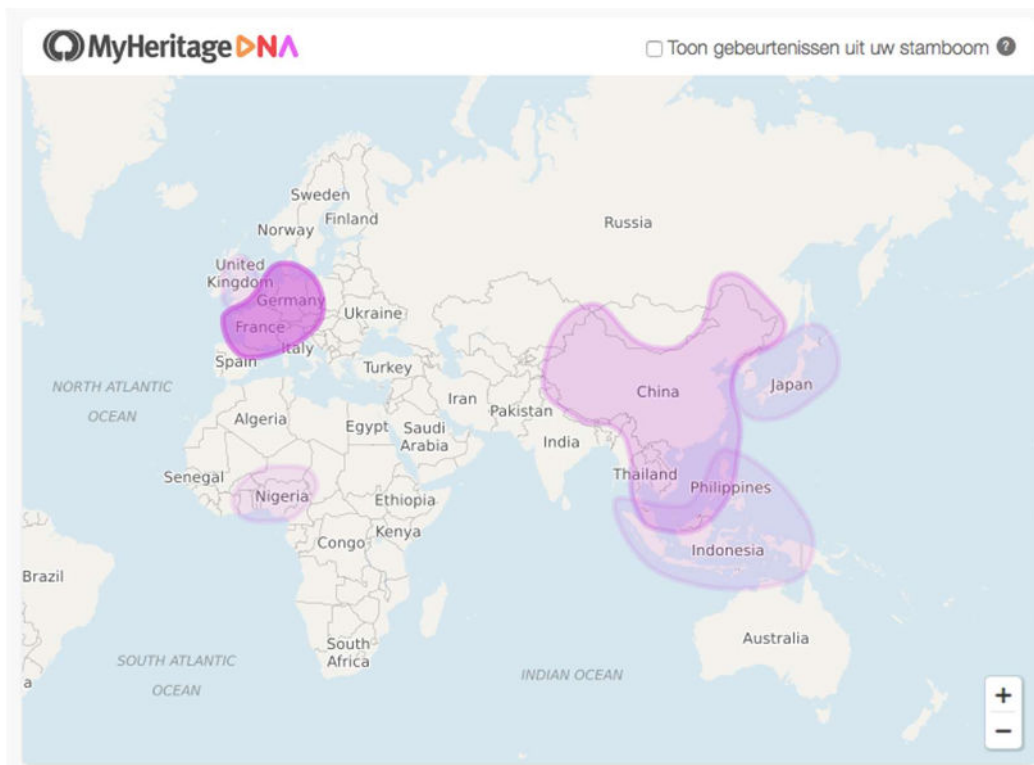 MyHeritage DNA
Toon gebeurtenissen uit uw stamboom ?
Sweden
Finland
Norway
Russia
United
Kingdom
Germany
Ukraine
France
Italy
Spain
Turkey
China
Japan
NORTH ATLANTIC
OCEAN
Iran
Pakistan
Algeria
Egypt
Saudi
Arabia
India
Senegal
Nigeria
Ethiopia
Thailand
Philippines
Kenya
Congo
Indonesia
Brazil
South
Africa
Australia
SOUTH ATLANTIC
OCEAN
INDIAN OCEAN
a
+
−